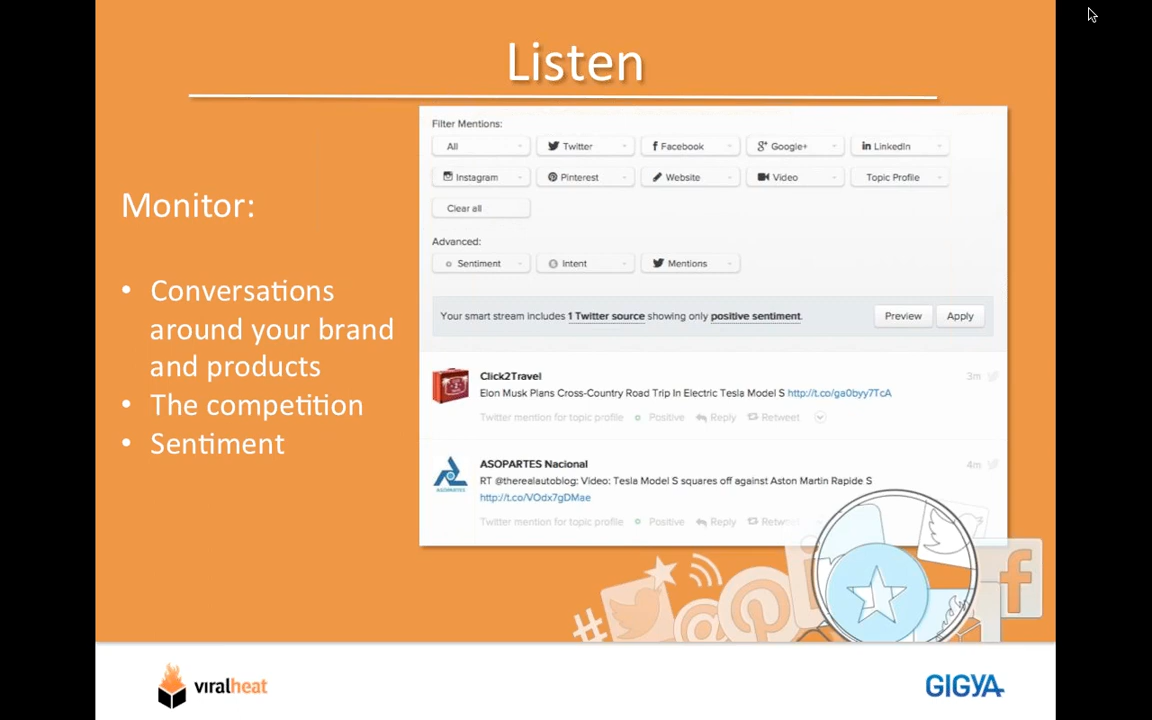 Listen
Monitor:
• Conversations
around your brand
and products
• The competition
• Sentiment
Filter Mentions:
All Twitter Facebook Google+ LinkedIn
Instagram Pinterest Website Video Topic Profile
Clear all
Advanced:
Sentiment Intent Mentions
Your smart stream includes 1 Twitter source showing only positive sentiment. Preview Apply
Click2Travel 3m
Elon Musk Plans Cross-Country Road Trip In Electric Tesla Model S http://t.co/ga0byy7TcA
Twitter mention for topic profile Positive Reply Retweet
ASOPARTES Nacional 4m
RT @therealautoblog: Video: Tesla Model S squares off against Aston Martin Rapide S
http://t.co/VOdx7gDMae
Twitter mention for topic profile Positive Reply
viralheat GIGYA